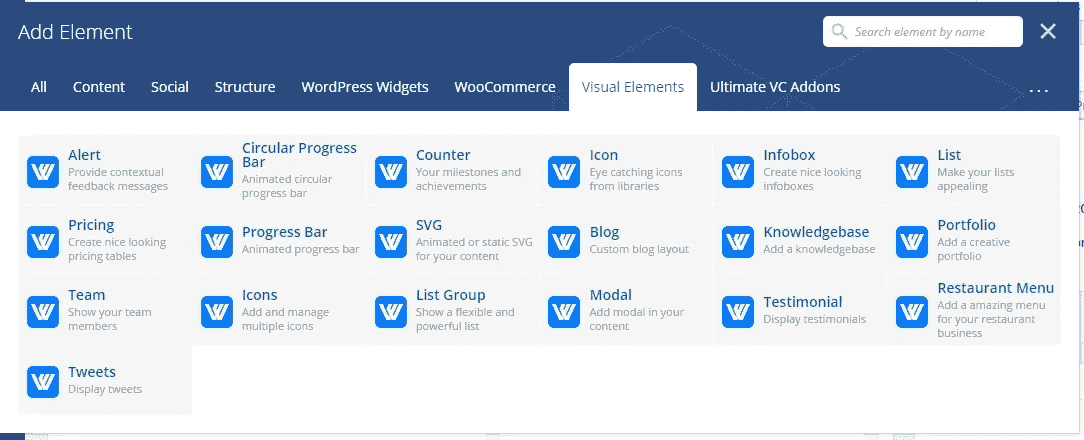 Add Element
Search element by name
All
Content
Social
Structure
WordPress Widgets
WooCommerce
Visual Elements
Ultimate VC Addons
...
Alert
Provide contextual
feedback messages
Circular Progress
Bar
Animated circular
progress bar
Counter
Your milestones and
achievements
Icon
Eye catching icons
from libraries
Infobox
Create nice looking
infoboxes
List
Make your lists
appealing
Pricing
Create nice looking
pricing tables
Progress Bar
Animated progress bar
SVG
Animated or static SVG
for your content
Blog
Custom blog layout
Knowledgebase
Add a knowledgebase
Portfolio
Add a creative
portfolio
Team
Show your team
members
Icons
Add and manage
multiple icons
List Group
Show a flexible and
powerful list
Modal
Add modal in your
content
Testimonial
Display testimonials
Restaurant Menu
Add a amazing menu
for your restaurant
business
Tweets
Display tweets